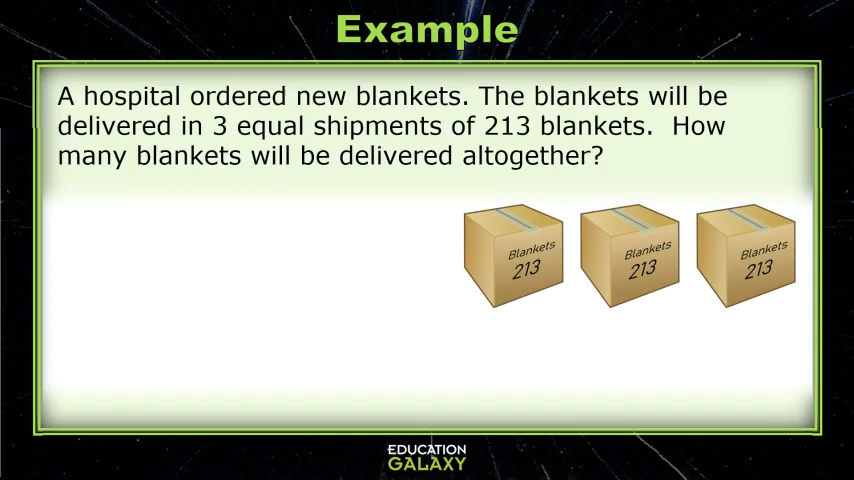 Example
A hospital ordered new blankets. The blankets will be
delivered in 3 equal shipments of 213 blankets.  How
many blankets will be delivered altogether?
Blankets
213
Blankets
213
Blankets
213
EDUCATION
GALAXY